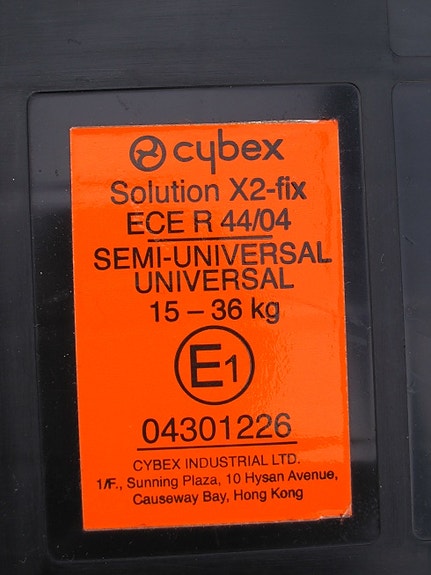 cybex
Solution X2-fix
ECE R 44/04
SEMI-UNIVERSAL
UNIVERSAL
15 – 36 kg
E1
04301226
CYBEX INDUSTRIAL LTD.
1/F., Sunning Plaza, 10 Hysan Avenue,
Causeway Bay, Hong Kong